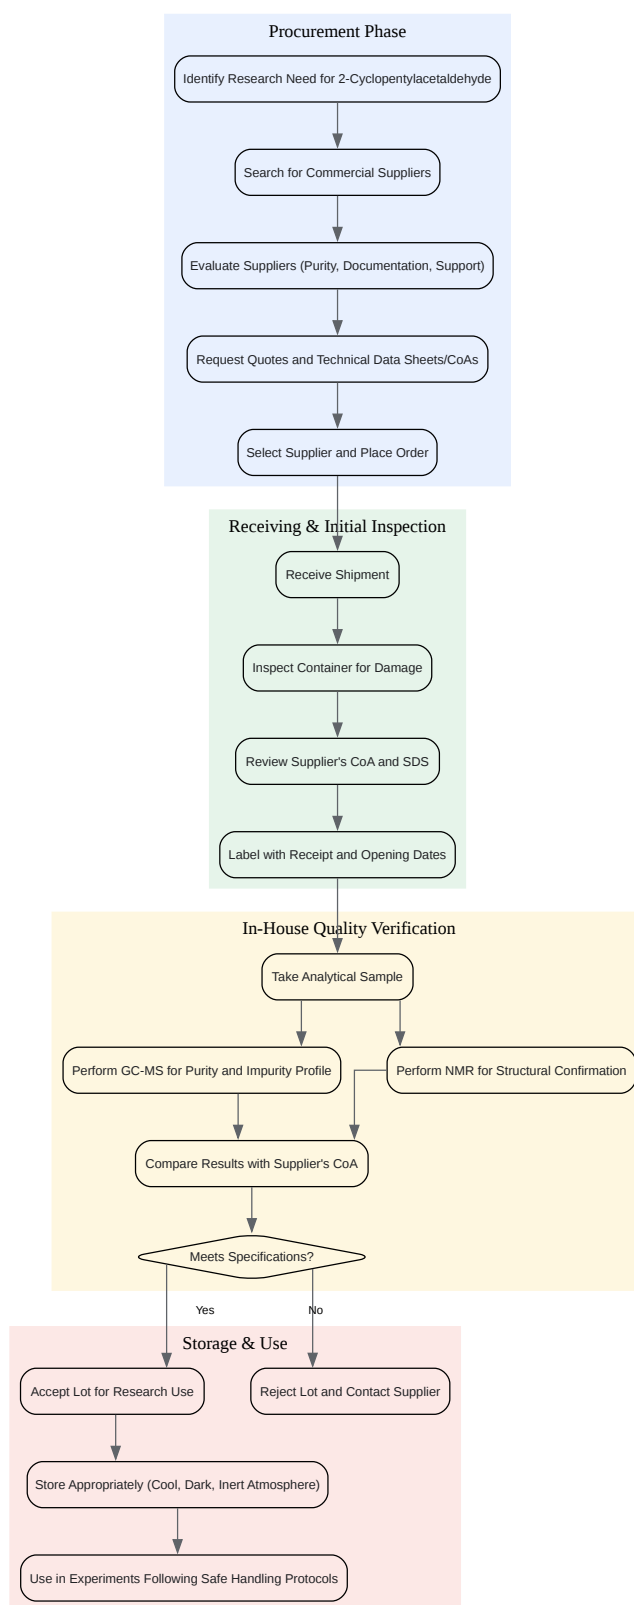 Procurement Phase
Identify Research Need for 2-Cyclopentylacetaldehyde
Search for Commercial Suppliers
Evaluate Suppliers (Purity, Documentation, Support)
Request Quotes and Technical Data Sheets/CoAs
Select Supplier and Place Order
Receiving & Initial Inspection
Receive Shipment
Inspect Container for Damage
Review Supplier's CoA and SDS
Label with Receipt and Opening Dates
In-House Quality Verification
Take Analytical Sample
Perform GC-MS for Purity and Impurity Profile
Perform NMR for Structural Confirmation
Compare Results with Supplier's CoA
Meets Specifications?
Yes
No
Storage & Use
Accept Lot for Research Use
Reject Lot and Contact Supplier
Store Appropriately (Cool, Dark, Inert Atmosphere)
Use in Experiments Following Safe Handling Protocols